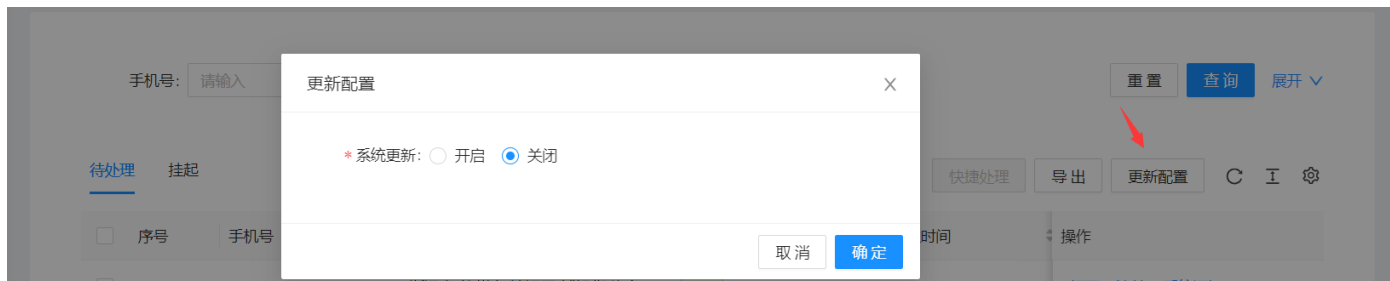 更新配置
手机号: 请输入
重置 查询 展开
*系统更新: 开启 关闭
待处理 挂起
快捷处理 导出 更新配置
序号 手机号
时间 操作
取消 确定